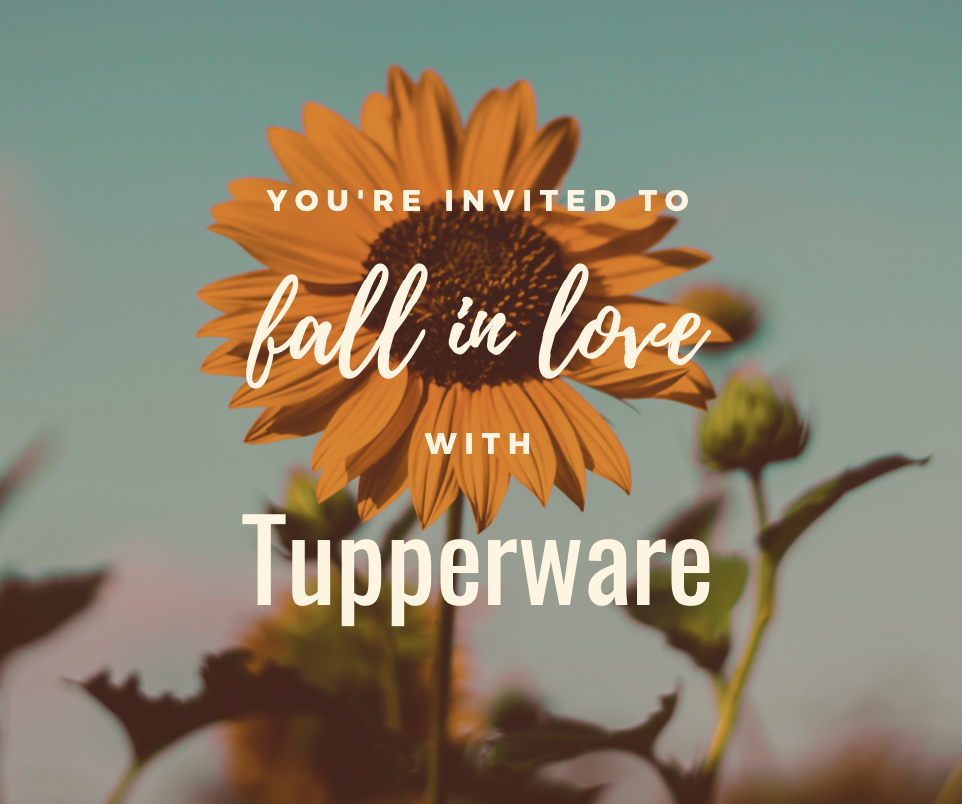 YOU'RE INVITED TO
fall in love
WITH
Tupperware